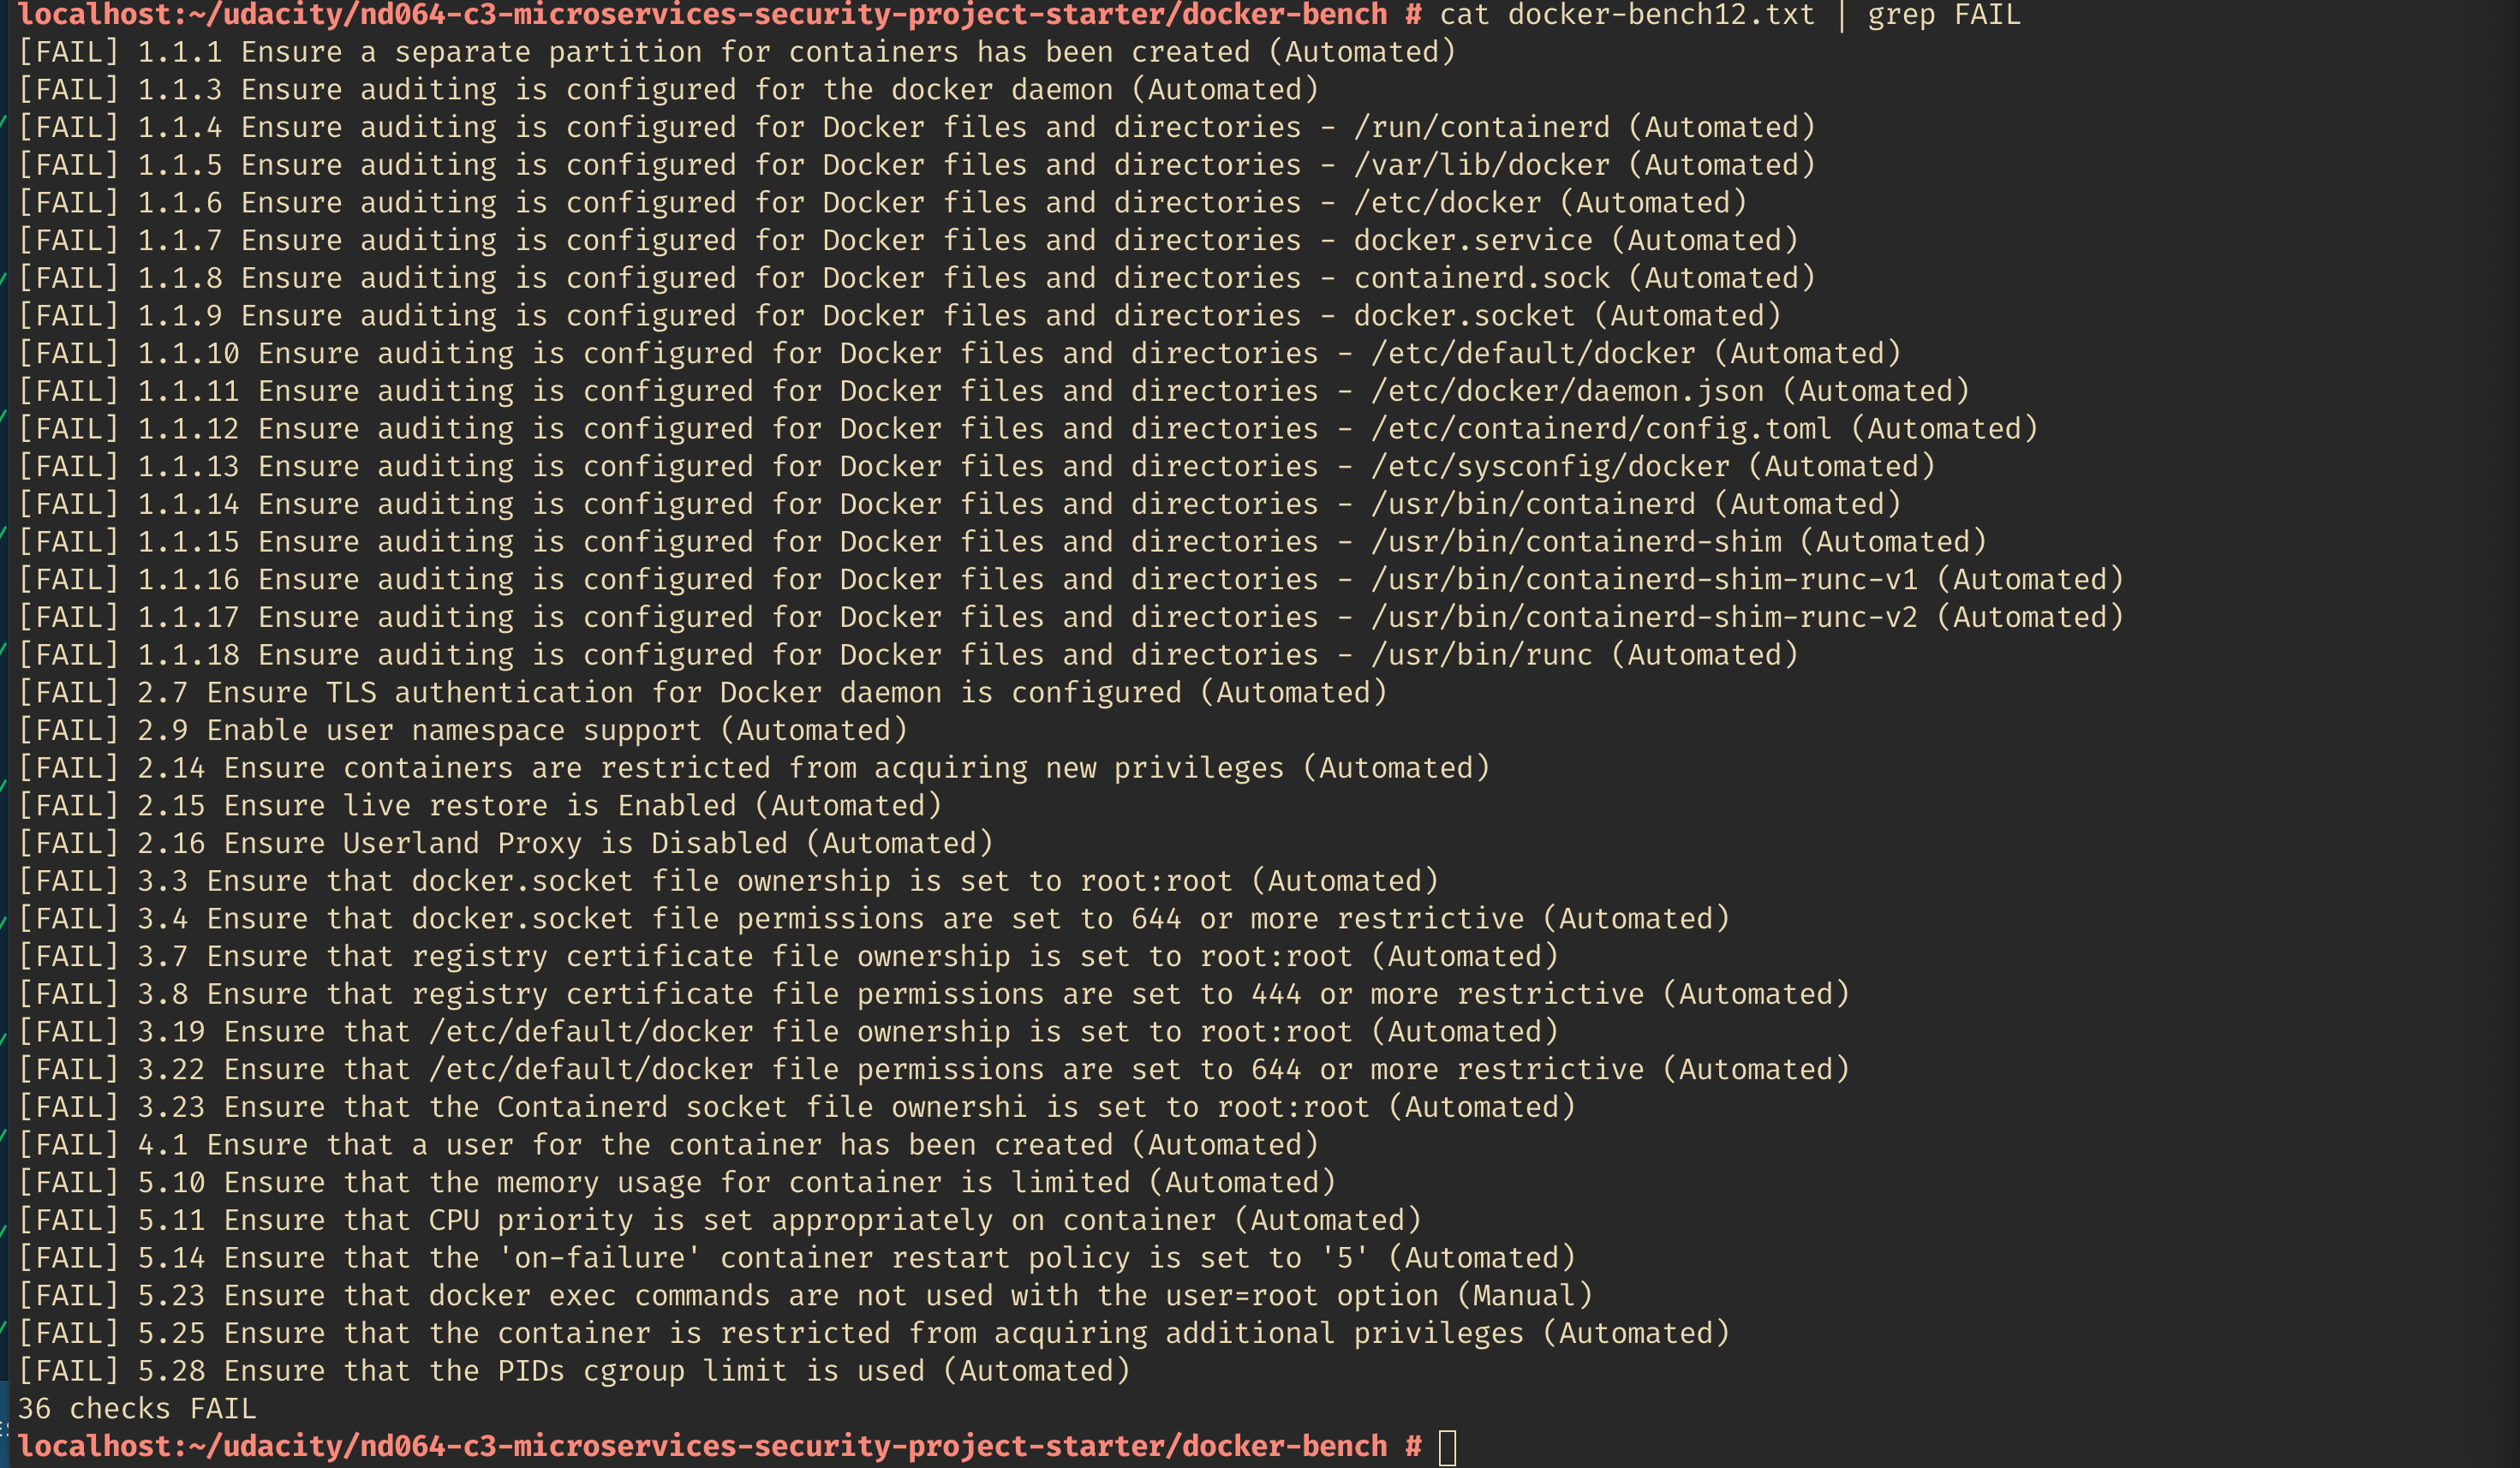 localhost:~/udacity/nd064-c3-microservices-security-project-starter/docker-bench # cat docker-bench12.txt | grep FAIL
[FAIL] 1.1.1 Ensure a separate partition for containers has been created (Automated)
[FAIL] 1.1.3 Ensure auditing is configured for the docker daemon (Automated)
[FAIL] 1.1.4 Ensure auditing is configured for Docker files and directories - /run/containerd (Automated)
[FAIL] 1.1.5 Ensure auditing is configured for Docker files and directories - /var/lib/docker (Automated)
[FAIL] 1.1.6 Ensure auditing is configured for Docker files and directories - /etc/docker (Automated)
[FAIL] 1.1.7 Ensure auditing is configured for Docker files and directories - docker.service (Automated)
[FAIL] 1.1.8 Ensure auditing is configured for Docker files and directories - containerd.sock (Automated)
[FAIL] 1.1.9 Ensure auditing is configured for Docker files and directories - docker.socket (Automated)
[FAIL] 1.1.10 Ensure auditing is configured for Docker files and directories - /etc/default/docker (Automated)
[FAIL] 1.1.11 Ensure auditing is configured for Docker files and directories - /etc/docker/daemon.json (Automated)
[FAIL] 1.1.12 Ensure auditing is configured for Docker files and directories - /etc/containerd/config.toml (Automated)
[FAIL] 1.1.13 Ensure auditing is configured for Docker files and directories - /etc/sysconfig/docker (Automated)
[FAIL] 1.1.14 Ensure auditing is configured for Docker files and directories - /usr/bin/containerd (Automated)
[FAIL] 1.1.15 Ensure auditing is configured for Docker files and directories - /usr/bin/containerd-shim (Automated)
[FAIL] 1.1.16 Ensure auditing is configured for Docker files and directories - /usr/bin/containerd-shim-runc-v1 (Automated)
[FAIL] 1.1.17 Ensure auditing is configured for Docker files and directories - /usr/bin/containerd-shim-runc-v2 (Automated)
[FAIL] 1.1.18 Ensure auditing is configured for Docker files and directories - /usr/bin/runc (Automated)
[FAIL] 2.7 Ensure TLS authentication for Docker daemon is configured (Automated)
[FAIL] 2.9 Enable user namespace support (Automated)
[FAIL] 2.14 Ensure containers are restricted from acquiring new privileges (Automated)
[FAIL] 2.15 Ensure live restore is Enabled (Automated)
[FAIL] 2.16 Ensure Userland Proxy is Disabled (Automated)
[FAIL] 3.3 Ensure that docker.socket file ownership is set to root:root (Automated)
[FAIL] 3.4 Ensure that docker.socket file permissions are set to 644 or more restrictive (Automated)
[FAIL] 3.7 Ensure that registry certificate file ownership is set to root:root (Automated)
[FAIL] 3.8 Ensure that registry certificate file permissions are set to 444 or more restrictive (Automated)
[FAIL] 3.19 Ensure that /etc/default/docker file ownership is set to root:root (Automated)
[FAIL] 3.22 Ensure that /etc/default/docker file permissions are set to 644 or more restrictive (Automated)
[FAIL] 3.23 Ensure that the Containerd socket file ownershi is set to root:root (Automated)
[FAIL] 4.1 Ensure that a user for the container has been created (Automated)
[FAIL] 5.10 Ensure that the memory usage for container is limited (Automated)
[FAIL] 5.11 Ensure that CPU priority is set appropriately on container (Automated)
[FAIL] 5.14 Ensure that the 'on-failure' container restart policy is set to '5' (Automated)
[FAIL] 5.23 Ensure that docker exec commands are not used with the user=root option (Manual)
[FAIL] 5.25 Ensure that the container is restricted from acquiring additional privileges (Automated)
[FAIL] 5.28 Ensure that the PIDs cgroup limit is used (Automated)
36 checks FAIL
localhost:~/udacity/nd064-c3-microservices-security-project-starter/docker-bench #